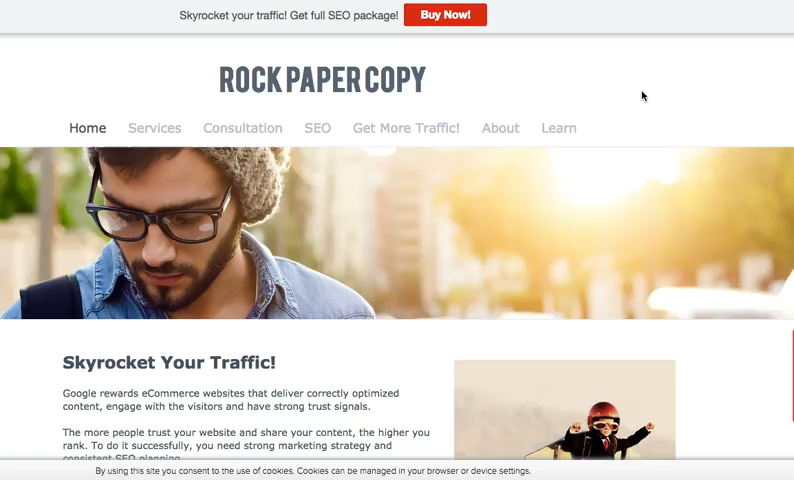 Skyrocket your traffic! Get full SEO package! Buy Now!
ROCK PAPER COPY
Home Services Consultation SEO Get More Traffic! About Learn
Skyrocket Your Traffic!
Google rewards eCommerce websites that deliver correctly optimized
content, engage with the visitors and have strong trust signals.
The more people trust your website and share your content, the higher you
rank. To do it successfully, you need strong marketing strategy and
consistent SEO planning
By using this site you consent to the use of cookies. Cookies can be managed in your browser or device settings.